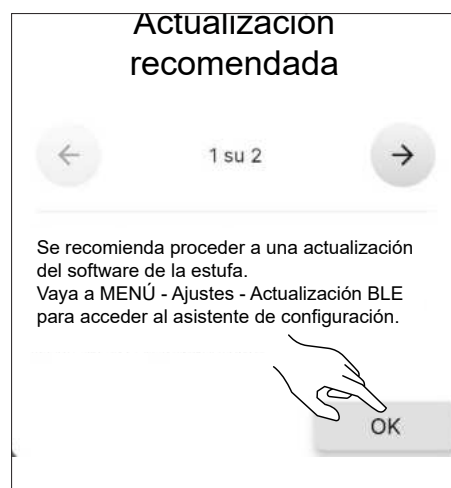 Actualización
recomendada
1 su 2
Se recomienda proceder a una actualización
del software de la estufa.
Vaya a MENÚ - Ajustes - Actualización BLE
para acceder al asistente de configuración.
OK